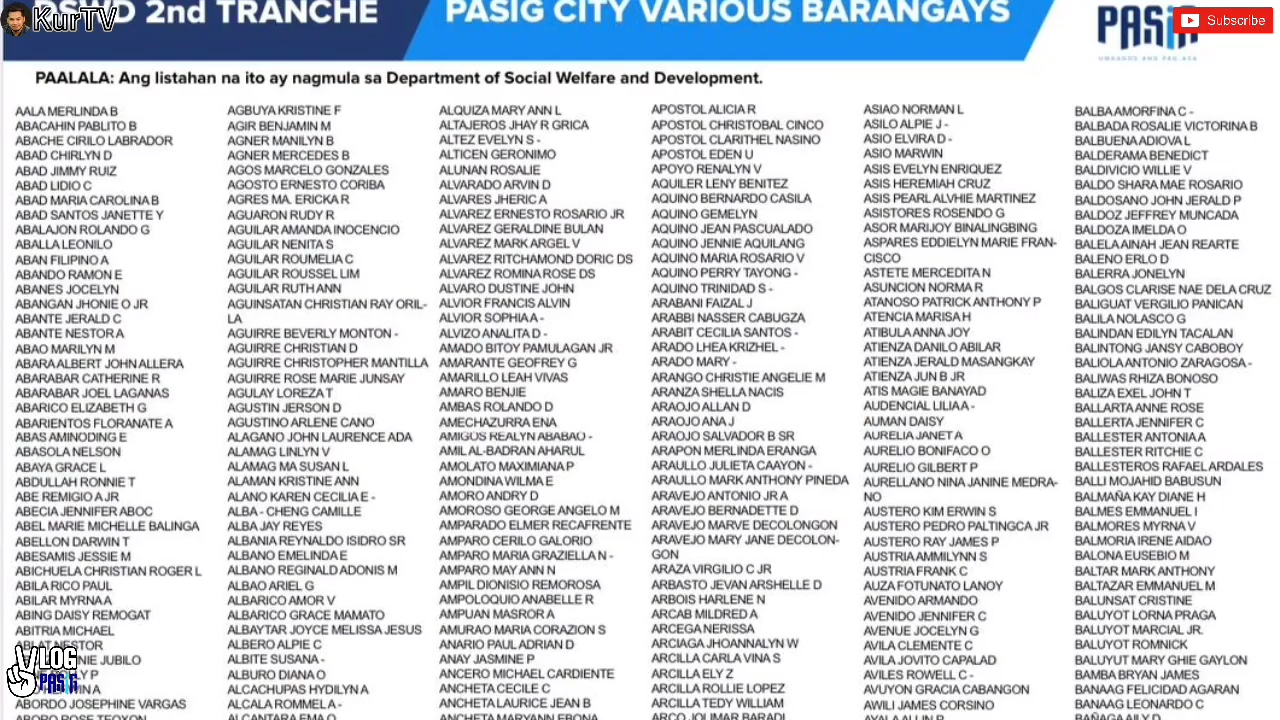 KurTV
2nd TRANCHE
PASIG CITY VARIOUS BARANGAYS
PASIG
UMAAGOS ANG PAG-ASA
Subscribe
PAALALA: Ang listahan na ito ay nagmula sa Department of Social Welfare and Development.
AALA MERLINDA B
ABACAHIN PABLITO B
ABACHE CIRILO LABRADOR
ABAD CHIRLYN D
ABAD JIMMY RUIZ
ABAD LIDIO C
ABAD MARIA CAROLINA B
ABAD SANTOS JANETTE Y
ABALAJON ROLANDO G
ABALLA LEONILO
ABAN FILIPINO A
ABANDO RAMON E
ABANES JOCELYN
ABANGAN JHONIE O JR
ABANTE JERALD C
ABANTE NESTOR A
ABAO MARILYN M
ABARA ALBERT JOHN ALLERA
ABARABAR CATHERINE R
ABARABAR JOEL LAGANAS
ABARICO ELIZABETH G
ABARIENTOS FLORANATE A
ABAS AMINODING E
ABASOLA NELSON
ABAYA GRACE L
ABDULLAH RONNIE T
ABE REMIGIO A JR
ABECIA JENNIFER ABOC
ABEL MARIE MICHELLE BALINGA
ABELLON DARWIN T
ABESAMIS JESSIE M
ABICHUELA CHRISTIAN ROGER L
ABILA RICO PAUL
ABILAR MYRNA A
ABING DAISY REMOGAT
ABITRIA MICHAEL
ABLAT NESTOR
JUBILO
VLOG
PASIG
ABORDO JOSEPHINE VARGAS
ABORO ROSE TEOXON
AGBUYA KRISTINE F
AGIR BENJAMIN M
AGNER MANILYN B
AGNER MERCEDES B
AGOS MARCELO GONZALES
AGOSTO ERNESTO CORIBA
AGRES MA. ERICKA R
AGUARON RUDY R
AGUILAR AMANDA INOCENCIO
AGUILAR NENITA S
AGUILAR ROUMELIA C
AGUILAR ROUSSEL LIM
AGUILAR RUTH ANN
AGUINSATAN CHRISTIAN RAY ORIL-
LA
AGUIRRE BEVERLY MONTON -
AGUIRRE CHRISTIAN D
AGUIRRE CHRISTOPHER MANTILLA
AGUIRRE ROSE MARIE JUNSAY
AGULAY LOREZA T
AGUSTIN JERSON D
AGUSTINO ARLENE CANO
ALAGANO JOHN LAURENCE ADA
ALAMAG LINLYN V
ALAMAG MA SUSAN L
ALAMAN KRISTINE ANN
ALANO KAREN CECILIA E -
ALBA - CHENG CAMILLE
ALBA JAY REYES
ALBANIA REYNALDO ISIDRO SR
ALBANO EMELINDA E
ALBANO REGINALD ADONIS M
ALBAO ARIEL G
ALBARICO AMOR V
ALBARICO GRACE MAMATO
ALBAYTAR JOYCE MELISSA JESUS
ALBERO ALPIE C
ALBITE SUSANA -
ALBURO DIANA O
ALCACHUPAS HYDILYN A
ALCALA ROMMEL A -
ALCANTARA EMA O
ALQUIZA MARY ANN L
ALTAJEROS JHAY R GRICA
ALTEZ EVELYN S -
ALTICEN GERONIMO
ALUNAN ROSALIE
ALVARADO ARVIN D
ALVARES JHERIC A
ALVAREZ ERNESTO ROSARIO JR
ALVAREZ GERALDINE BULAN
ALVAREZ MARK ARGEL V
ALVAREZ RITCHAMOND DORIC DS
ALVAREZ ROMINA ROSE DS
ALVARO DUSTINE JOHN
ALVIOR FRANCIS ALVIN
ALVIOR SOPHIA A -
ALVIZO ANALITA D -
AMADO BITOY PAMULAGAN JR
AMARANTE GEOFREY G
AMARILLO LEAH VIVAS
AMARO BENJIE
AMBAS ROLANDO D
AMECHAZURRA ENA
AMIGOS REALYN ABABAO -
AMIL AL-BADRAN AHARUL
AMOLATO MAXIMIANA P
AMONDINA WILMA E
AMORO ANDRY D
AMOROSO GEORGE ANGELO M
AMPARADO ELMER RECAFRENTE
AMPARO CERILO GALORIO
AMPARO MARIA GRAZIELLA N -
AMPARO MAY ANN N
AMPIL DIONISIO REMOROSA
AMPOLOQUIO ANABELLE R
AMPUAN MASROR A
AMURAO MARIA CORAZION S
ANARIO PAUL ADRIAN D
ANAY JASMINE P
ANCERO MICHAEL CARDIENTE
ANCHETA CECILE C
ANCHETA LAURICE JEAN B
ANCHETA MARYANN EBONA
APOSTOL ALICIA R
APOSTOL CHRISTOBAL CINCO
APOSTOL CLARITHEL NASINO
APOSTOL EDEN U
APOYO RENALYN V
AQUILER LENY BENITEZ
AQUINO BERNARDO CASILA
AQUINO GEMELYN
AQUINO JEAN PASCUALADO
AQUINO JENNIE AQUILANG
AQUINO MARIA ROSARIO V
AQUINO PERRY TAYONG -
AQUINO TRINIDAD S -
ARABANI FAIZAL J
ARABBI NASSER CABUGZA
ARABIT CECILIA SANTOS -
ARADO LHEA KRIZHEL -
ARADO MARY -
ARANGO CHRISTIE ANGELIE M
ARANZA SHELLA NACIS
ARAOJO ALLAN D
ARAOJO ANA J
ARAOJO SALVADOR B SR
ARAPON MERLINDA ERANGA
ARAULLO JULIETA CAAYON -
ARAULLO MARK ANTHONY PINEDA
ARAVEJO ANTONIO JR A
ARAVEJO BERNADETTE D
ARAVEJO MARVE DECOLONGON
ARAVEJO MARY JANE DECOLON-
GON
ARAZA VIRGILIO C JR
ARBASTO JEVAN ARSHELLE D
ARBOIS HARLENE N
ARCAB MILDRED A
ARCEGA NERISSA
ARCIAGA JHOANNALYN W
ARCILLA CARLA VINA S
ARCILLA ELY Z
ARCILLA ROLLIE LOPEZ
ARCILLA TEDY WILLIAM
ARCO JOLIMAR BARADI
ASIAO NORMAN L
ASILO ALPIE J -
ASIO ELVIRA D -
ASIO MARWIN
ASIS EVELYN ENRIQUEZ
ASIS HEREMIAH CRUZ
ASIS PEARL ALVHIE MARTINEZ
ASISTORES ROSENDO G
ASOR MARIJOY BINALINGBING
ASPARES EDDIELYN MARIE FRAN-
CISCO
ASTETE MERCEDITA N
ASUNCION NORMA R
ATANOSO PATRICK ANTHONY P
ATENCIA MARISA H
ATIBULA ANNA JOY
ATIENZA DANILO ABILAR
ATIENZA JERALD MASANGKAY
ATIENZA JUN B JR
ATIS MAGIE BANAYAD
AUDENCIAL LILIA A -
AUMAN DAISY
AURELIA JANET A
AURELIO BONIFACO O
AURELIO GILBERT P
AURELLANO NINA JANINE MEDRA-
NO
AUSTERO KIM ERWIN S
AUSTERO PEDRO PALTINGCA JR
AUSTERO RAY JAMES P
AUSTRIA AMMILYNN S
AUSTRIA FRANK C
AUZA FOTUNATO LANOY
AVENIDO ARMANDO
AVENIDO JENNIFER C
AVENUE JOCELYN G
AVILA CLEMENTE C
AVILA JOVITO CAPALAD
AVILES ROWELL C -
AVUYON GRACIA CABANGON
AWILI JAMES CORSINO
AYALA ALLIN R
BALBA AMORFINA C -
BALBADA ROSALIE VICTORINA B
BALBUENA ADIOVA L
BALDERAMA BENEDICT
BALDIVICIO WILLIE V
BALDO SHARA MAE ROSARIO
BALDOSANO JOHN JERALD P
BALDOZ JEFFREY MUNCADA
BALDOZA IMELDA O
BALELA AINAH JEAN REARTE
BALENO ERLO D
BALERRA JONELYN
BALGOS CLARISE NAE DELA CRUZ
BALIGUAT VERGILIO PANICAN
BALILA NOLASCO G
BALINDAN EDILYN TACALAN
BALINTONG JANSY CABOBOY
BALIOLA ANTONIO ZARAGOSA -
BALIWAS RHIZA BONOSO
BALIZA EXEL JOHN T
BALLARTA ANNE ROSE
BALLERTA JENNIFER C
BALLESTER ANTONIA A
BALLESTER RITCHIE C
BALLESTEROS RAFAEL ARDALES
BALLI MOJAHID BABUSUN
BALMAÑA KAY DIANE H
BALMES EMMANUEL I
BALMORES MYRNA V
BALMORIA IRENE AIDAO
BALONA EUSEBIO M
BALTAR MARK ANTHONY
BALTAZAR EMMANUEL M
BALUNSAT CRISTINE
BALUYOT LORNA PRAGA
BALUYOT MARCIAL JR.
BALUYOT ROMNICK
BALUYUT MARY GHIE GAYLON
BAMBA BRYAN JAMES
BANAAG FELICIDAD AGARAN
BANAAG LEONARDO C
BAÑAGA LILY D